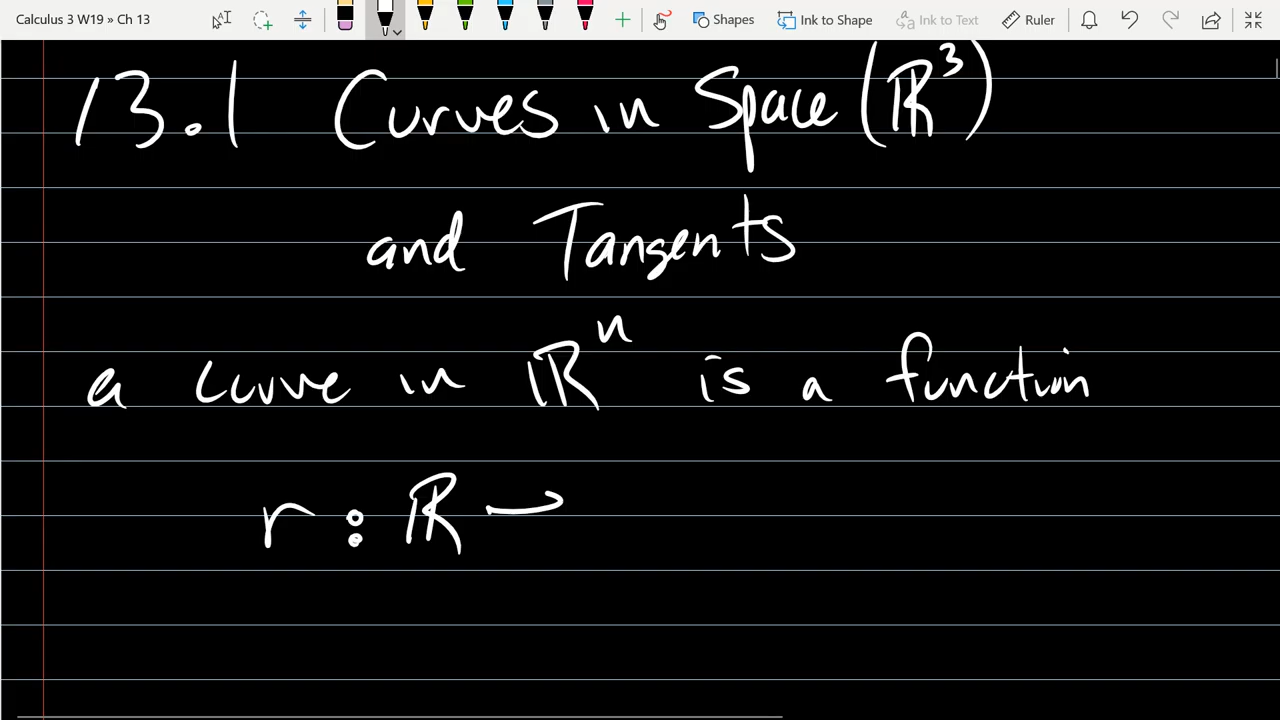 Calculus 3 W19 » Ch 13
Shapes
Ink to Shape
Ink to Text
Ruler
13.1 Curves in Space (ℝ³)
and Tangents
a curve in ℝⁿ is a function
r : ℝ →